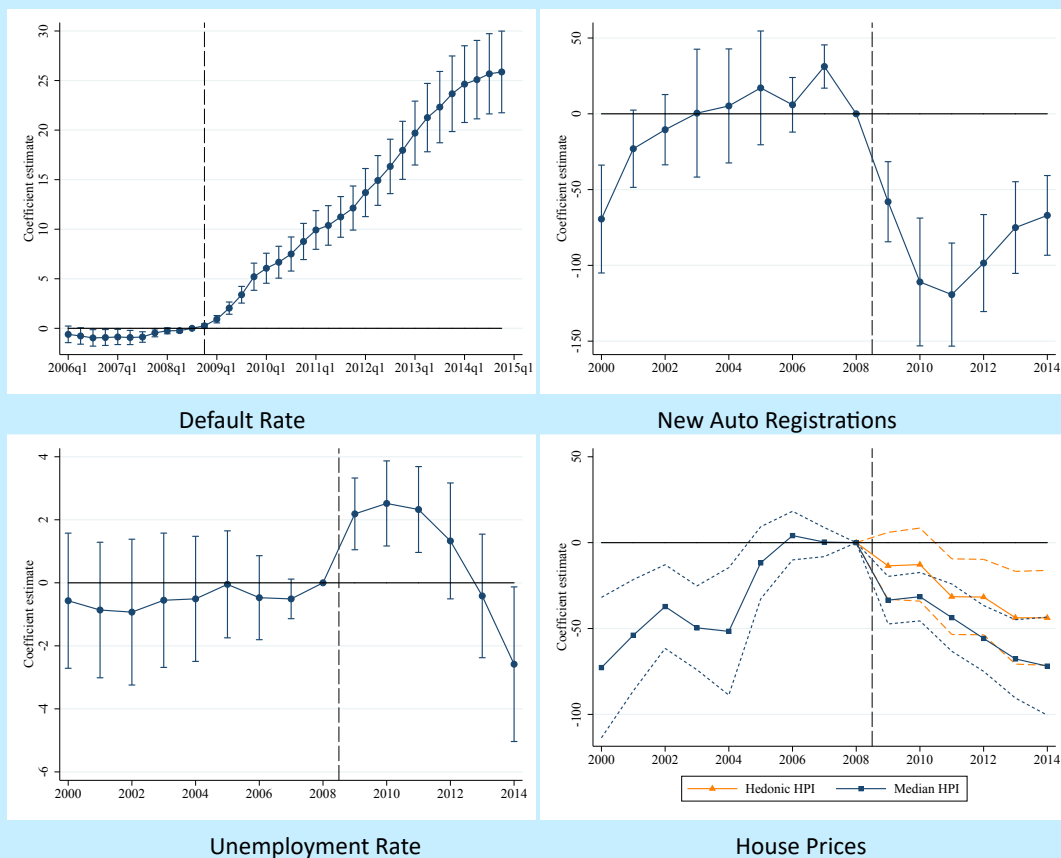 Coefficient estimate
30
25
20
15
10
5
0
2006q1 2007q1 2008q1 2009q1 2010q1 2011q1 2012q1 2013q1 2014q1 2015q1
Default Rate
Coefficient estimate
50
0
-50
-100
-150
2000 2002 2004 2006 2008 2010 2012 2014
New Auto Registrations
Coefficient estimate
4
2
0
-2
-4
-6
2000 2002 2004 2006 2008 2010 2012 2014
Unemployment Rate
Coefficient estimate
50
0
-50
-100
2000 2002 2004 2006 2008 2010 2012 2014
Hedonic HPI Median HPI
House Prices